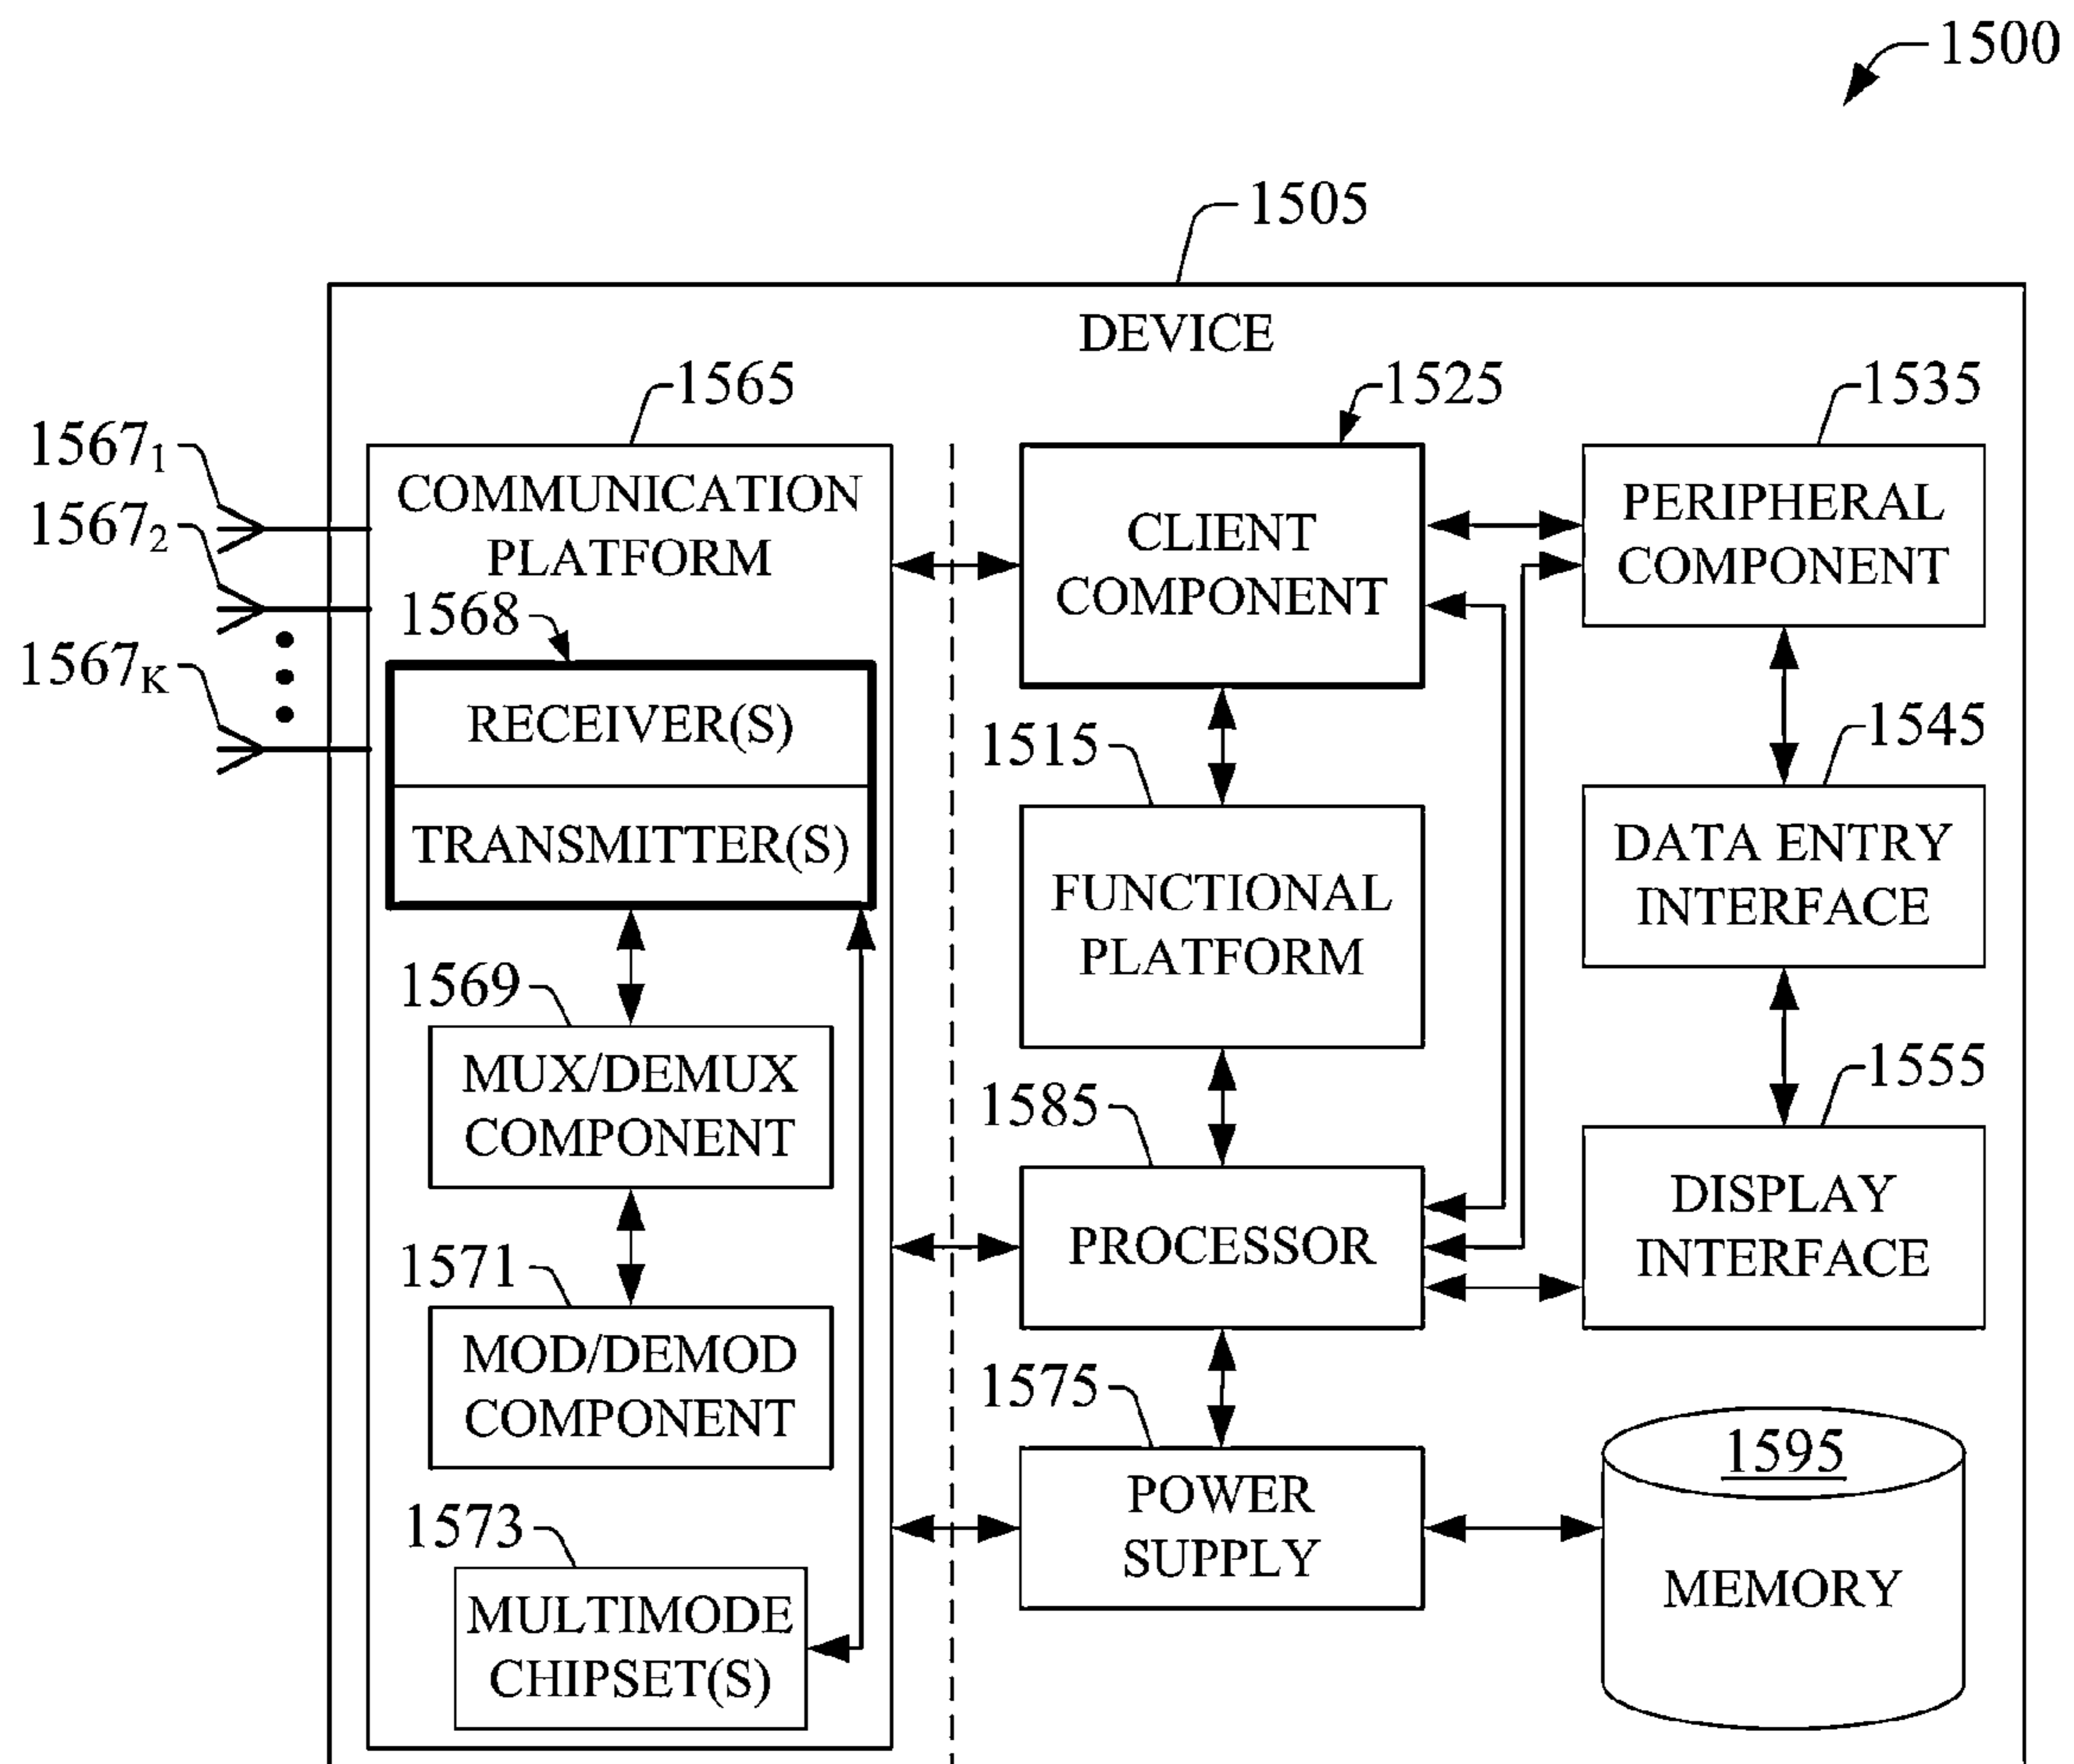 1500
1505
DEVICE
1565
1525
1535
1567₁
1567₂
1567K
COMMUNICATION
PLATFORM
1568
RECEIVER(S)
TRANSMITTER(S)
1569
MUX/DEMUX
COMPONENT
1571
MOD/DEMOD
COMPONENT
1573
MULTIMODE
CHIPSET(S)
CLIENT
COMPONENT
1515
FUNCTIONAL
PLATFORM
1585
PROCESSOR
1575
POWER
SUPPLY
PERIPHERAL
COMPONENT
1545
DATA ENTRY
INTERFACE
1555
DISPLAY
INTERFACE
1595
MEMORY